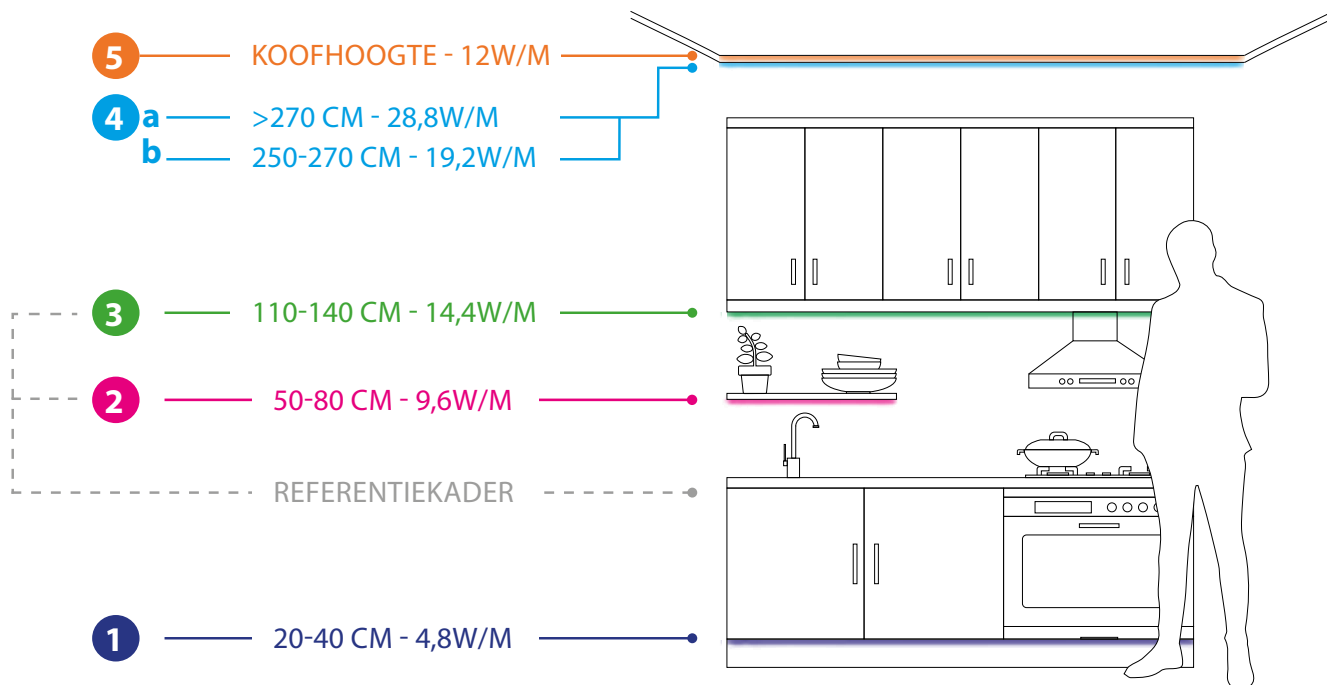 5 KOOFHOOGTE - 12W/M
4 a >270 CM - 28,8W/M
b 250-270 CM - 19,2W/M
3 110-140 CM - 14,4W/M
2 50-80 CM - 9,6W/M
REFERENTIEKADER
1 20-40 CM - 4,8W/M